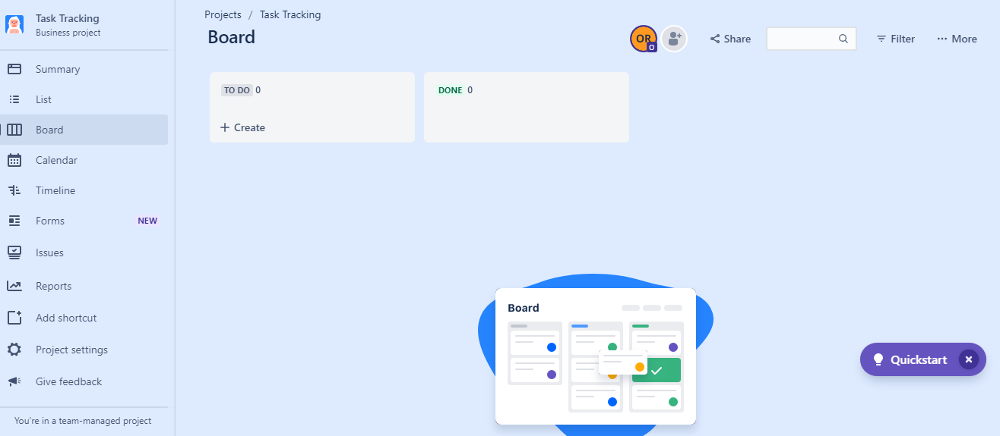 Task Tracking
Business project
Summary
List
Board
Calendar
Timeline
Forms NEW
Issues
Reports
Add shortcut
Project settings
Give feedback
You're in a team-managed project
Projects / Task Tracking
Board
OR
O
Share
Filter
More
TO DO 0
Create
DONE 0
Board
Quickstart